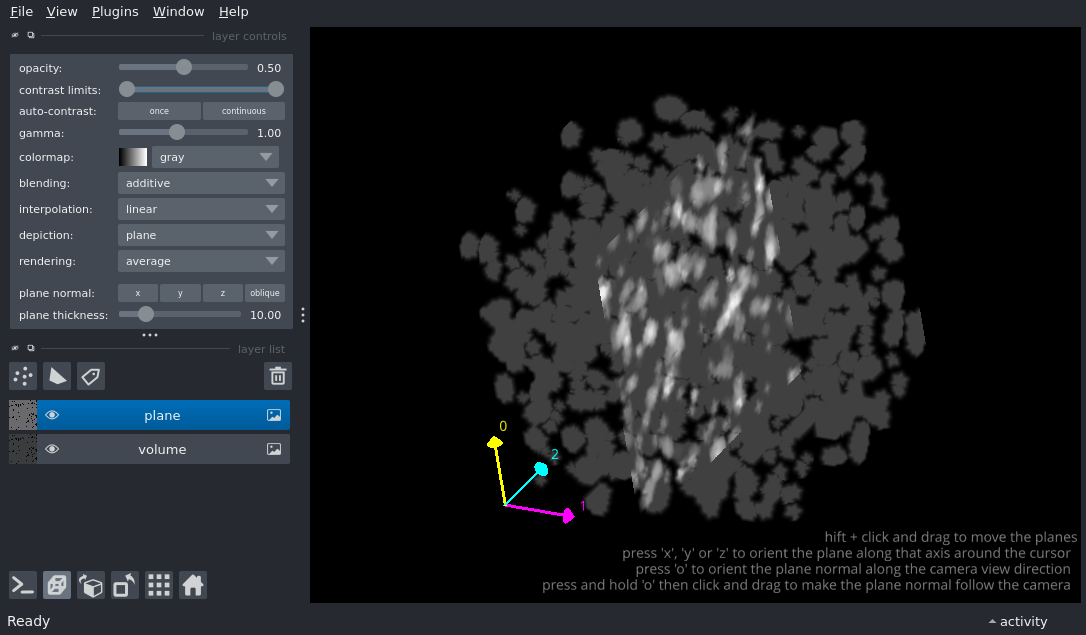 File View Plugins Window Help
layer controls
opacity: 0.50
contrast limits:
auto-contrast: once continuous
gamma: 1.00
colormap: gray
blending: additive
interpolation: linear
depiction: plane
rendering: average
plane normal: x y z oblique
plane thickness: 10.00
layer list
plane
volume
0
2
1
hift + click and drag to move the planes
press 'x', 'y' or 'z' to orient the plane along that axis around the cursor
press 'o' to orient the plane normal along the camera view direction
press and hold 'o' then click and drag to make the plane normal follow the camera
Ready activity